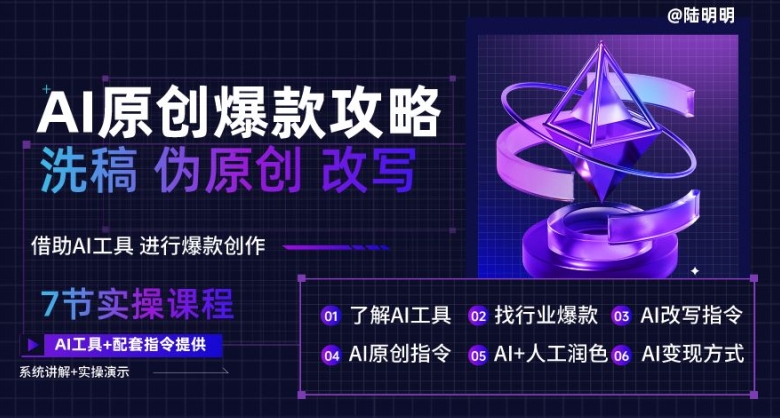 @陆明明
AI原创爆款攻略
洗稿 伪原创 改写
借助AI工具 进行爆款创作
7节实操课程
AI工具+配套指令提供
系统讲解+实操演示
01 了解AI工具 02 找行业爆款 03 AI改写指令
04 AI原创指令 05 AI+人工润色 06 AI变现方式